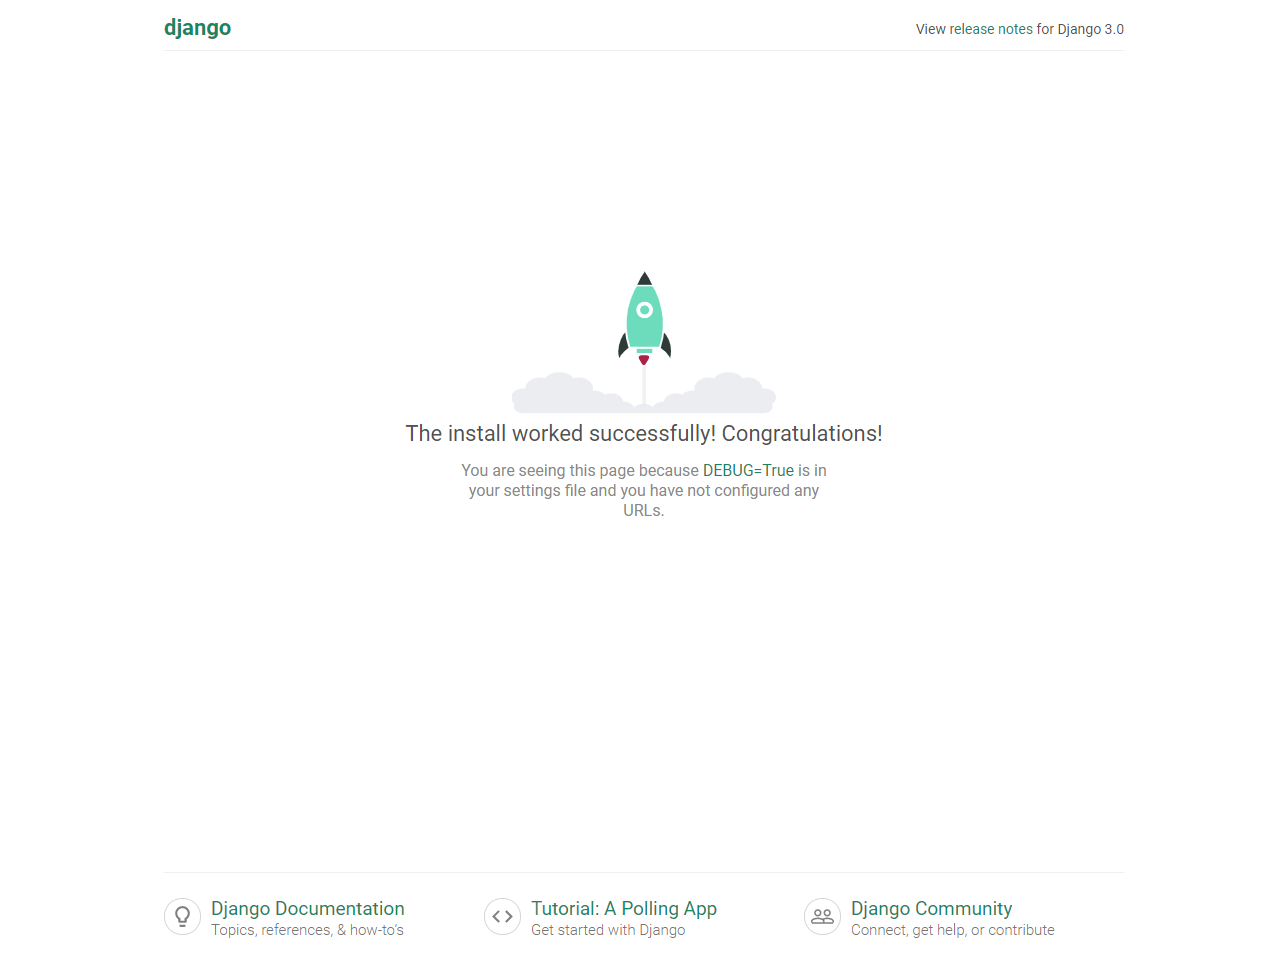 django
View release notes for Django 3.0
The install worked successfully! Congratulations!
You are seeing this page because DEBUG=True is in
your settings file and you have not configured any
URLs.
Django Documentation
Topics, references, & how-to's
Tutorial: A Polling App
Get started with Django
Django Community
Connect, get help, or contribute